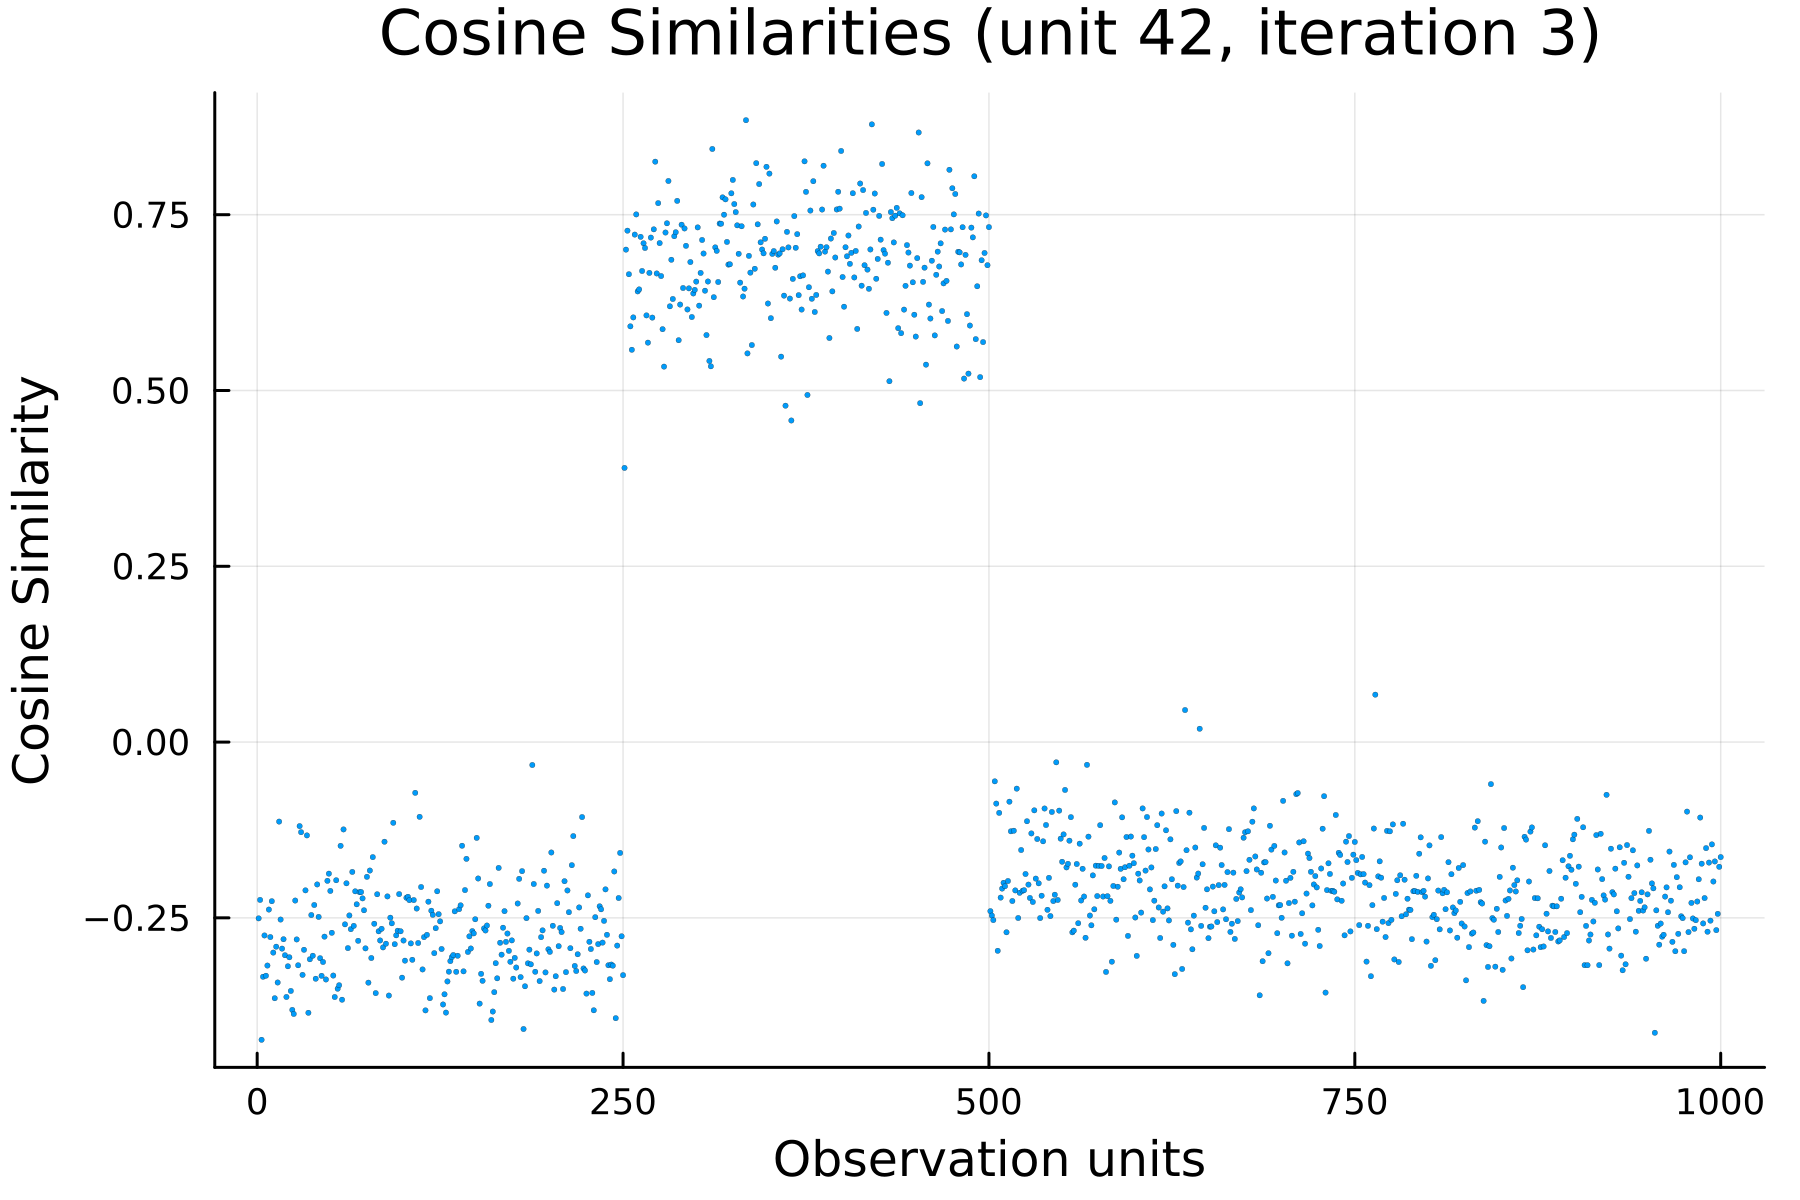 Cosine Similarities (unit 42, iteration 3)
Cosine Similarity
0.75
0.50
0.25
0.00
−0.25
0 250 500 750 1000
Observation units